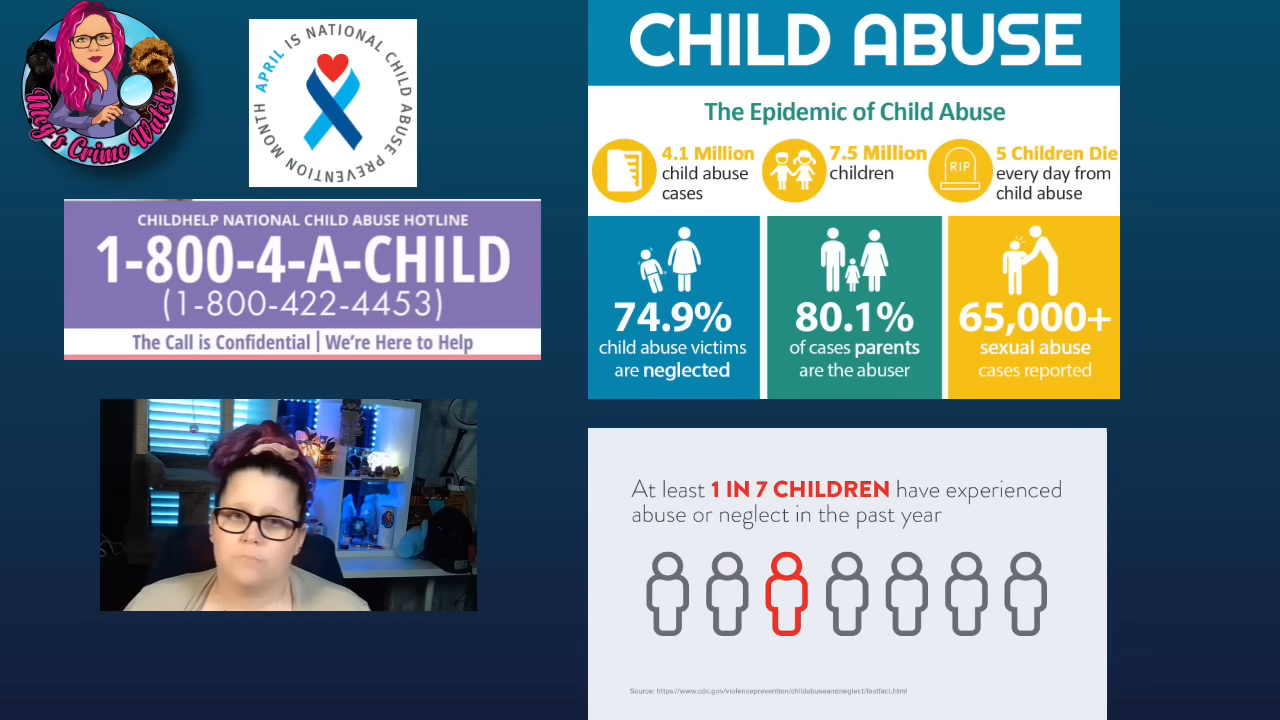 Meg's Crime Watch
APRIL IS NATIONAL CHILD ABUSE PREVENTION MONTH
CHILDHELP NATIONAL CHILD ABUSE HOTLINE
1-800-4-A-CHILD
(1-800-422-4453)
The Call is Confidential | We're Here to Help
CHILD ABUSE
The Epidemic of Child Abuse
4.1 Million
child abuse
cases
7.5 Million
children
RIP
5 Children Die
every day from
child abuse
74.9%
child abuse victims
are neglected
80.1%
of cases parents
are the abuser
65,000+
sexual abuse
cases reported
At least 1 IN 7 CHILDREN have experienced
abuse or neglect in the past year
Source: https://www.cdc.gov/violenceprevention/childabuseandneglect/fastfact.html